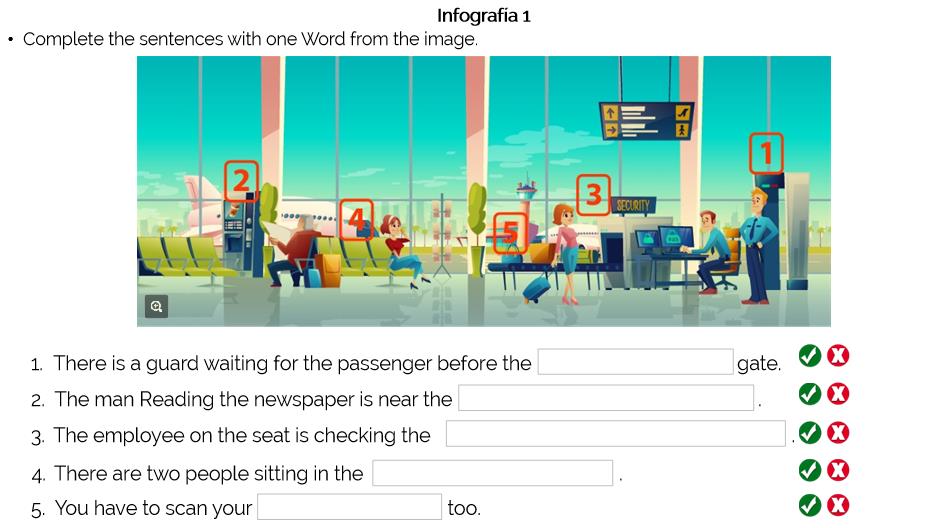 Infografía 1
• Complete the sentences with one Word from the image.
1
2
3
SECURITY
4
5
1. There is a guard waiting for the passenger before the gate.
2. The man Reading the newspaper is near the .
3. The employee on the seat is checking the .
4. There are two people sitting in the .
5. You have to scan your too.